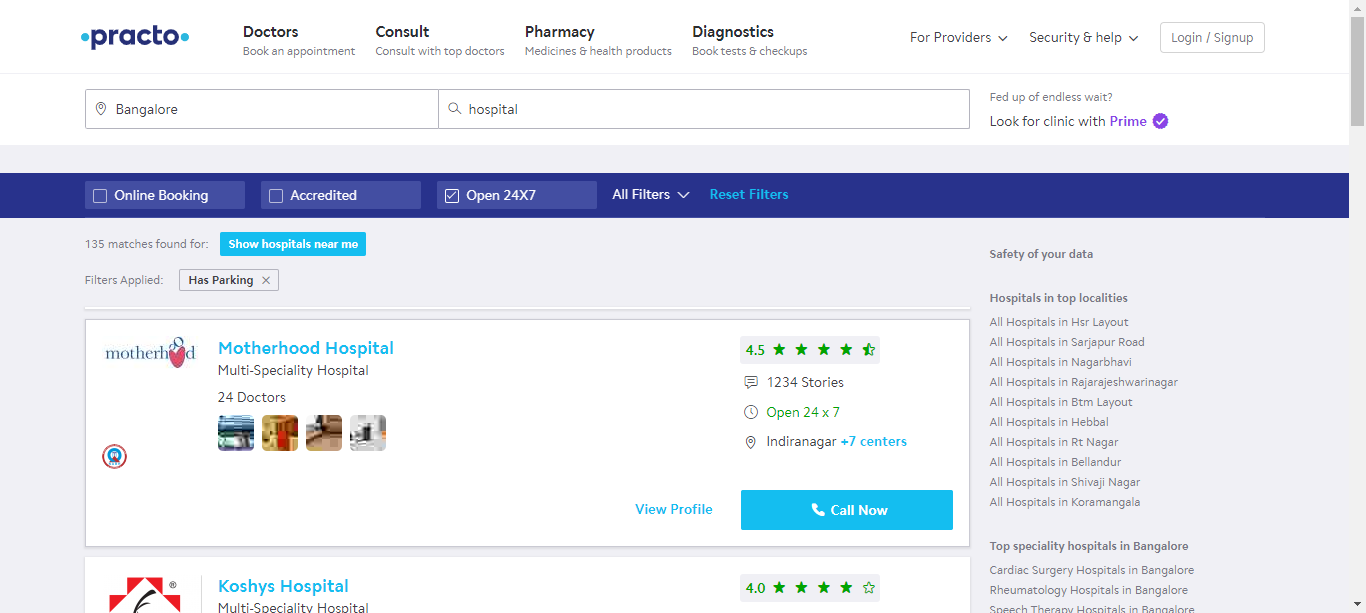 practo
Doctors
Book an appointment
Consult
Consult with top doctors
Pharmacy
Medicines & health products
Diagnostics
Book tests & checkups
For Providers
Security & help
Login / Signup
Bangalore
hospital
Fed up of endless wait?
Look for clinic with Prime
Online Booking
Accredited
Open 24X7
All Filters
Reset Filters
135 matches found for:
Show hospitals near me
Filters Applied:
Has Parking
motherhood
Motherhood Hospital
Multi-Speciality Hospital
24 Doctors
4.5
1234 Stories
Open 24 x 7
Indiranagar +7 centers
View Profile
Call Now
®
Koshys Hospital
Multi-Speciality Hospital
4.0
Safety of your data
Hospitals in top localities
All Hospitals in Hsr Layout
All Hospitals in Sarjapur Road
All Hospitals in Nagarbhavi
All Hospitals in Rajarajeshwarinagar
All Hospitals in Btm Layout
All Hospitals in Hebbal
All Hospitals in Rt Nagar
All Hospitals in Bellandur
All Hospitals in Shivaji Nagar
All Hospitals in Koramangala
Top speciality hospitals in Bangalore
Cardiac Surgery Hospitals in Bangalore
Rheumatology Hospitals in Bangalore
Speech Therapy Hospitals in Bangalore